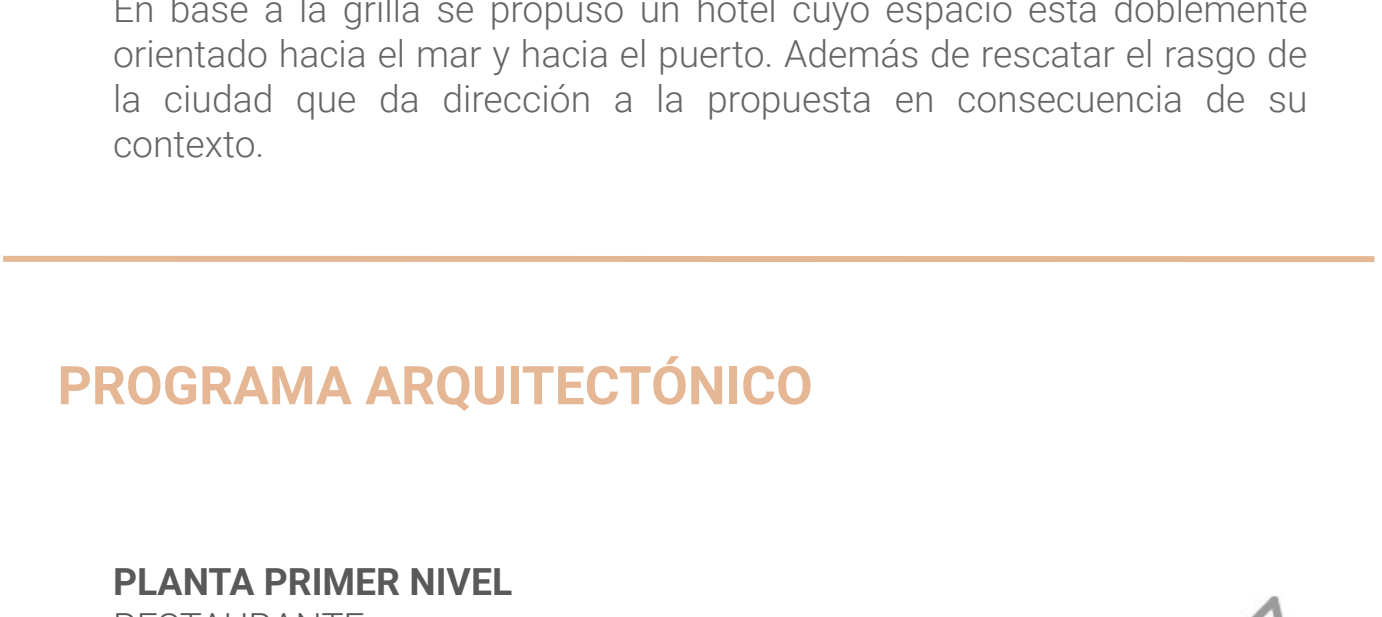 En base a la grilla se propuso un hotel cuyo espacio está doblemente
orientado hacia el mar y hacia el puerto. Además de rescatar el rasgo de
la ciudad que da dirección a la propuesta en consecuencia de su
contexto.
PROGRAMA ARQUITECTÓNICO
PLANTA PRIMER NIVEL
RESTAURANTE